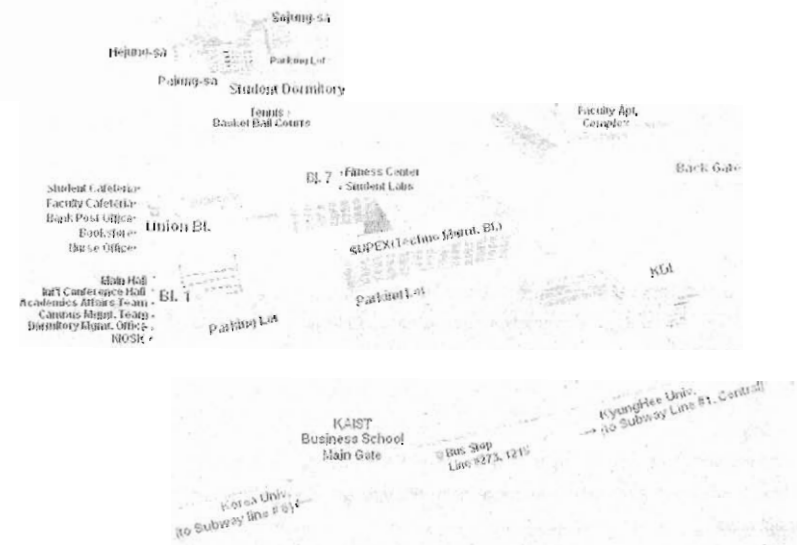 Sojung-sa
Hejung-sa
Parking Lot
Pajung-sa
Student Dormitory
Tennis
Basket Ball Courts
Faculty Apt.
Complex
Back Gate
Bl. 7
Fitness Center
Student Labs
Student Cafeteria
Faculty Cafeteria
Bank Post Office
Bookstore
Nurse Office
Union Bl.
SUPEX(Techno Mgmt. Bl.)
KDI
Main Hall
Int'l Conference Hall
Academics Affairs Team
Campus Mgmt. Team
Dormitory Mgmt. Office
KIOSK
Bl. 1
Parking Lot
Parking Lot
KAIST
Business School
Main Gate
Bus Stop
Line #273, 1215
KyungHee Univ.
(to Subway Line #1, Central)
Korea Univ.
(to Subway line # 6)